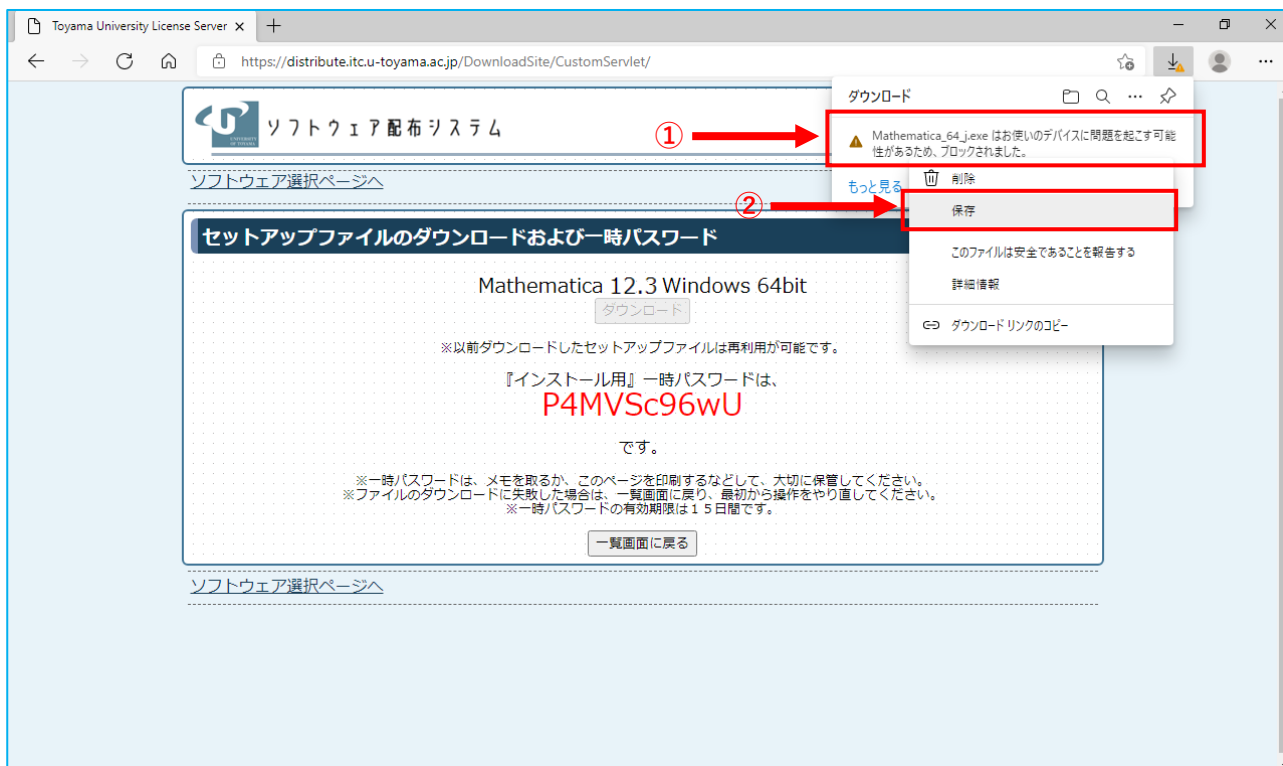 Toyama University License Server
https://distribute.itc.u-toyama.ac.jp/DownloadSite/CustomServlet/
ダウンロード
UNIVERSITY
OF TOYAMA
ソフトウェア配布システム
①
Mathematica_64_j.exe はお使いのデバイスに問題を起こす可能
性があるため、ブロックされました。
ソフトウェア選択ページへ
もっと見る
削除
②
保存
セットアップファイルのダウンロードおよび一時パスワード
このファイルは安全であることを報告する
Mathematica 12.3 Windows 64bit
詳細情報
ダウンロード
ダウンロード リンクのコピー
※以前ダウンロードしたセットアップファイルは再利用が可能です。
『インストール用』一時パスワードは、
P4MVSc96wU
です。
※一時パスワードは、メモを取るか、このページを印刷するなどして、大切に保管してください。
※ファイルのダウンロードに失敗した場合は、一覧画面に戻り、最初から操作をやり直してください。
※一時パスワードの有効期限は15日間です。
一覧画面に戻る
ソフトウェア選択ページへ